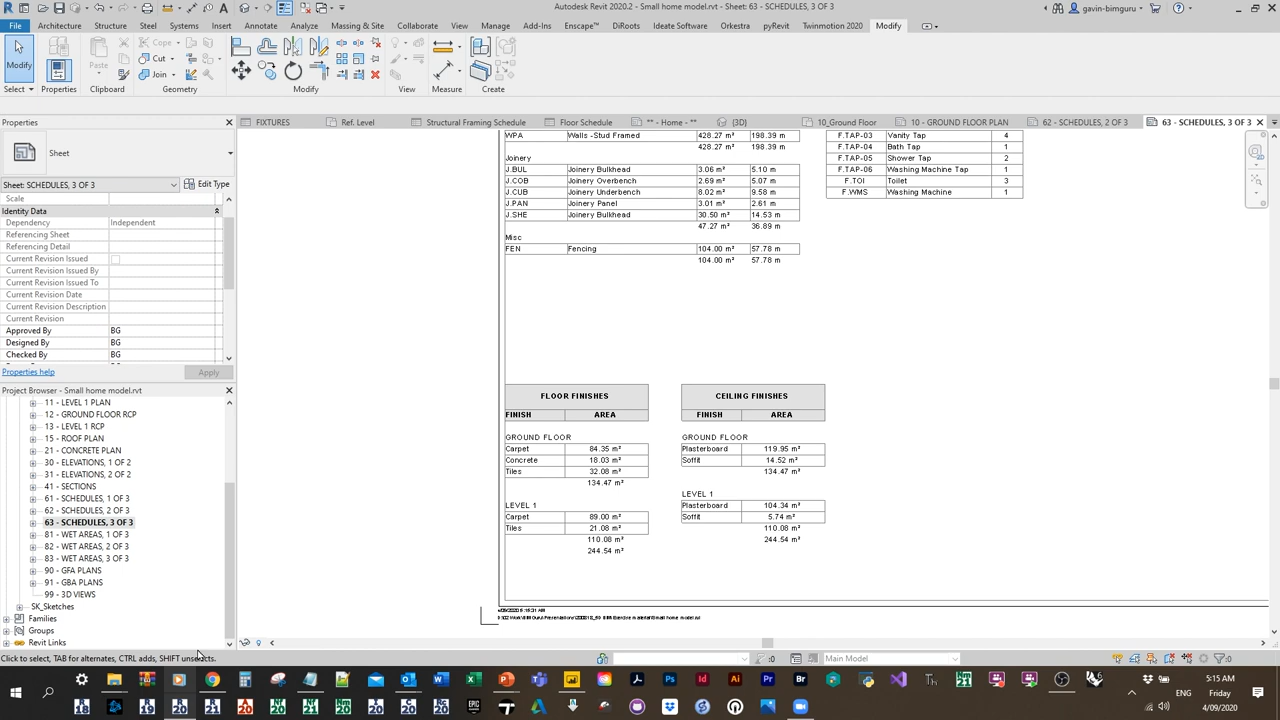 Autodesk Revit 2020.2 - Small home model.rvt - Sheet: 63 - SCHEDULES, 3 OF 3
gavin-bimguru
File Architecture Structure Steel Systems Insert Annotate Analyze Massing & Site Collaborate View Manage Add-Ins Enscape™ DiRoots Ideate Software Orkestra pyRevit Twinmotion 2020 Modify
Modify Properties Paste Cope Cut Join
Select Properties Clipboard Geometry Modify View Measure Create
Properties
FIXTURES Ref. Level Structural Framing Schedule Floor Schedule ** - Home - ** {3D} 10_Ground Floor 10 - GROUND FLOOR PLAN 62 - SCHEDULES, 2 OF 3 63 - SCHEDULES, 3 OF 3
Sheet
Sheet: SCHEDULES, 3 OF 3 Edit Type
Scale
Identity Data
Dependency Independent
Referencing Sheet
Referencing Detail
Current Revision Issued
Current Revision Issued By
Current Revision Issued To
Current Revision Date
Current Revision Description
Current Revision
Approved By BG
Designed By BG
Checked By BG
Properties help Apply
Project Browser - Small home model.rvt
11 - LEVEL 1 PLAN
12 - GROUND FLOOR RCP
13 - LEVEL 1 RCP
15 - ROOF PLAN
21 - CONCRETE PLAN
30 - ELEVATIONS, 1 OF 2
31 - ELEVATIONS, 2 OF 2
41 - SECTIONS
61 - SCHEDULES, 1 OF 3
62 - SCHEDULES, 2 OF 3
63 - SCHEDULES, 3 OF 3
81 - WET AREAS, 1 OF 3
82 - WET AREAS, 2 OF 3
83 - WET AREAS, 3 OF 3
90 - GFA PLANS
91 - GBA PLANS
99 - 3D VIEWS
SK_Sketches
Families
Groups
Revit Links
WPA Walls -Stud Framed 428.27 m² 198.39 m
428.27 m² 198.39 m
Joinery
J.BUL Joinery Bulkhead 3.06 m² 5.10 m
J.COB Joinery Overbench 2.69 m² 5.07 m
J.CUB Joinery Underbench 8.02 m² 9.58 m
J.PAN Joinery Panel 3.01 m² 2.61 m
J.SHE Joinery Bulkhead 30.50 m² 14.53 m
47.27 m² 36.89 m
Misc
FEN Fencing 104.00 m² 57.78 m
104.00 m² 57.78 m
F.TAP-03 Vanity Tap 4
F.TAP-04 Bath Tap 1
F.TAP-05 Shower Tap 2
F.TAP-06 Washing Machine Tap 1
F.TOI Toilet 3
F.WMS Washing Machine 1
FLOOR FINISHES
FINISH AREA
GROUND FLOOR
Carpet 84.35 m²
Concrete 18.03 m²
Tiles 32.08 m²
134.47 m²
LEVEL 1
Carpet 89.00 m²
Tiles 21.08 m²
110.08 m²
244.54 m²
CEILING FINISHES
FINISH AREA
GROUND FLOOR
Plasterboard 119.95 m²
Soffit 14.52 m²
134.47 m²
LEVEL 1
Plasterboard 104.34 m²
Soffit 5.74 m²
110.08 m²
244.54 m²
Click to select, TAB for alternates, CTRL adds, SHIFT unselects.
:0 Main Model :0
5:15 AM
ENG Friday
4/09/2020